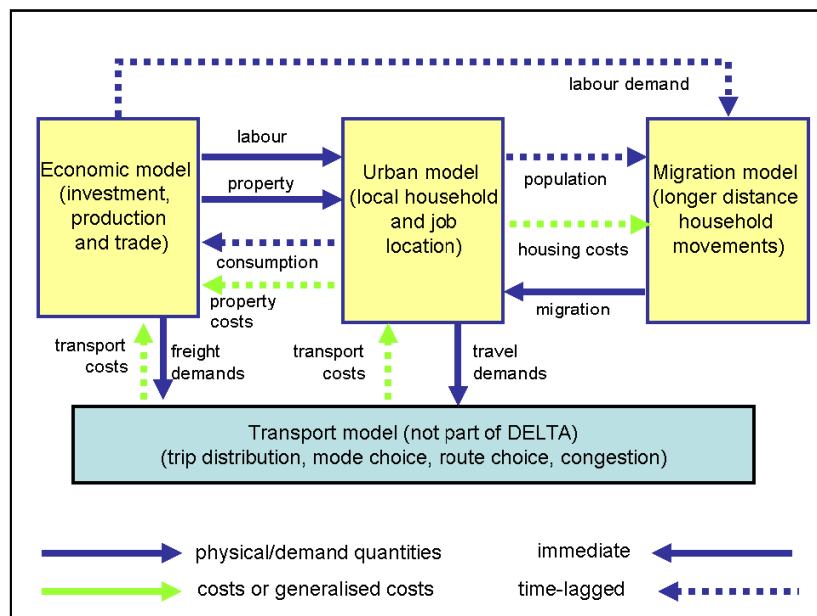 labour demand
Economic model
(investment,
production
and trade)
labour
property
consumption
property
costs
Urban model
(local household
and job
location)
population
housing costs
migration
Migration model
(longer distance
household
movements)
transport
costs
freight
demands
transport
costs
travel
demands
Transport model (not part of DELTA)
(trip distribution, mode choice, route choice, congestion)
physical/demand quantities
immediate
costs or generalised costs
time-lagged